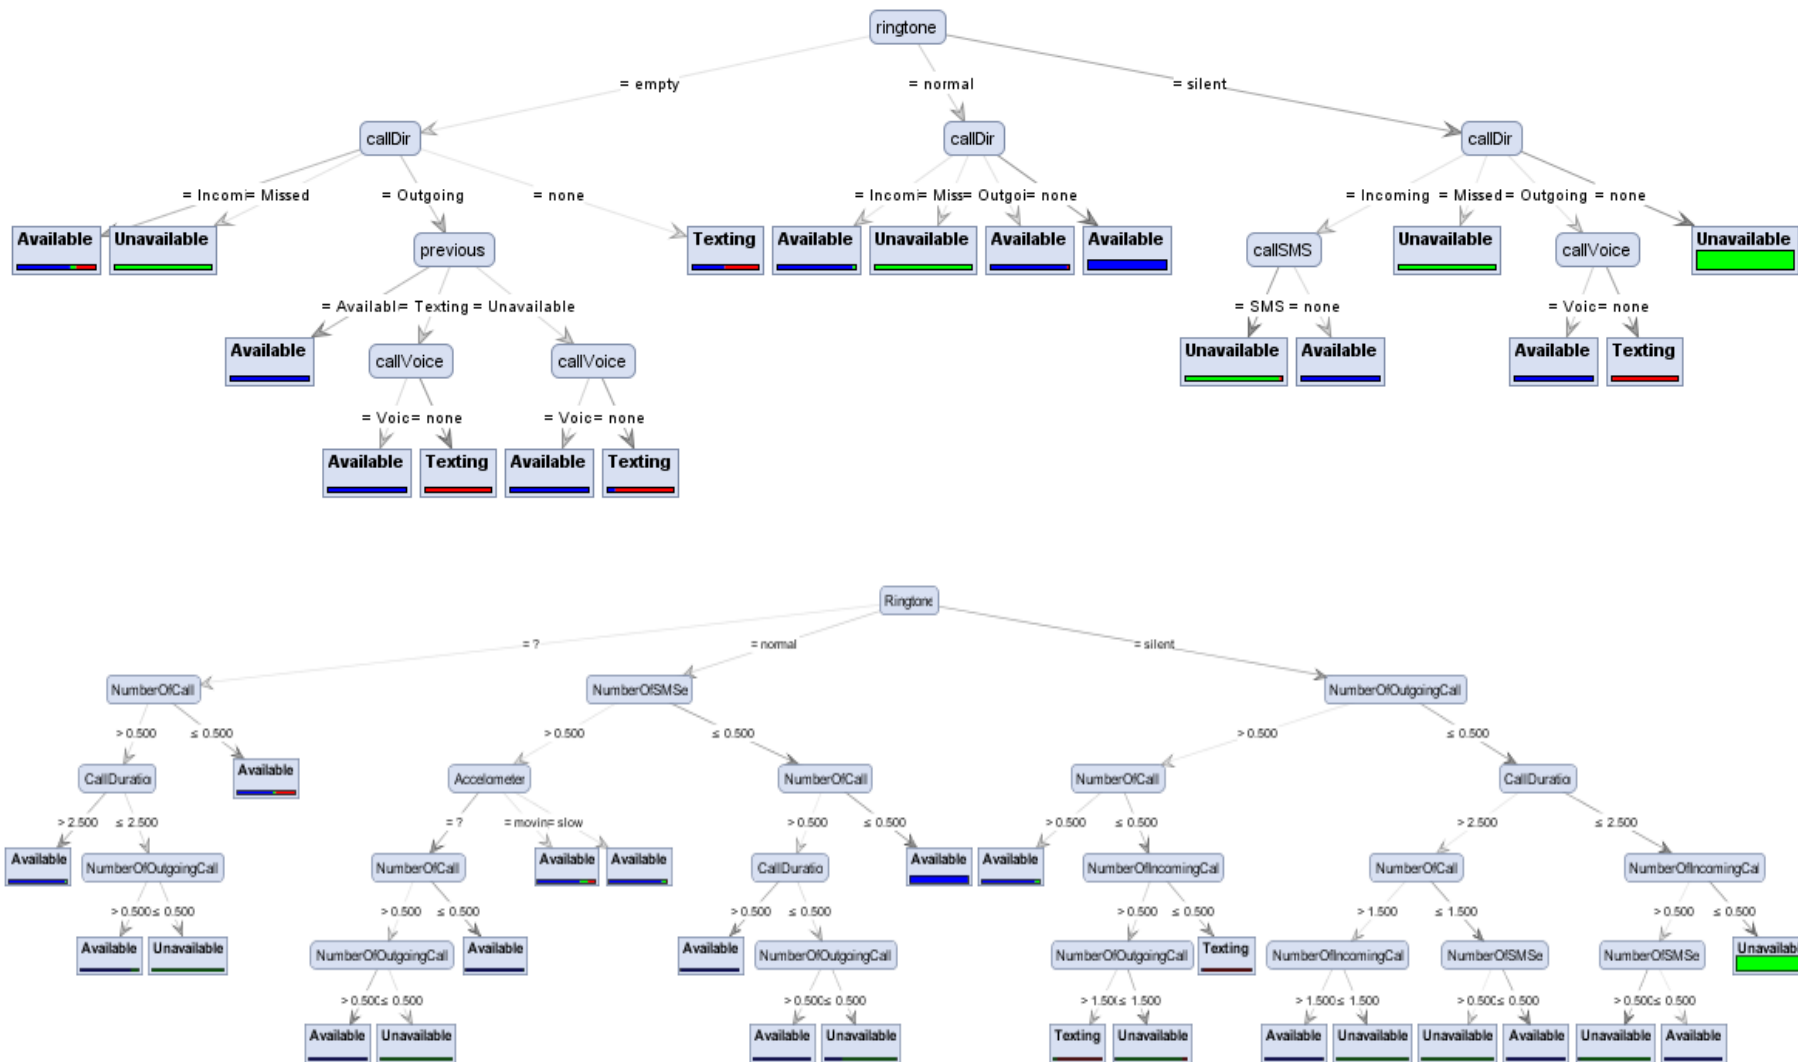 ringtone
= empty
= normal
= silent
callDir
callDir
callDir
= Incomi
= Missed
= Outgoing
= none
= Incomi
= Miss
= Outgoi
= none
= Incoming
= Missed
= Outgoing
= none
Available
Unavailable
previous
Texting
Available
Unavailable
Available
Available
callSMS
Unavailable
callVoice
Unavailable
= Availabl
= Texting
= Unavailable
= SMS
= none
= Voic
= none
Available
callVoice
callVoice
Unavailable
Available
Available
Texting
= Voic
= none
= Voic
= none
Available
Texting
Available
Texting
Ringtone
= ?
= normal
= silent
NumberOfCall
NumberOfSMSe
NumberOfOutgoingCall
> 0.500
≤ 0.500
> 0.500
≤ 0.500
> 0.500
≤ 0.500
CallDuratio
Available
Accelometer
NumberOfCall
NumberOfCall
CallDuratio
> 2.500
≤ 2.500
= ?
= movin
= slow
> 0.500
≤ 0.500
> 0.500
≤ 0.500
> 2.500
≤ 2.500
Available
NumberOfOutgoingCall
NumberOfCall
Available
Available
CallDuratio
Available
Available
NumberOfIncomingCal
NumberOfCall
NumberOfIncomingCal
> 0.500
≤ 0.500
> 0.500
≤ 0.500
> 0.500
≤ 0.500
> 0.500
≤ 0.500
> 1.500
≤ 1.500
> 0.500
≤ 0.500
Available
Unavailable
NumberOfOutgoingCall
Available
Available
NumberOfOutgoingCall
NumberOfOutgoingCall
Texting
NumberOfIncomingCal
NumberOfSMSe
NumberOfSMSe
Unavailabl
> 0.500
≤ 0.500
> 0.500
≤ 0.500
> 1.500
≤ 1.500
> 1.500
≤ 1.500
> 0.500
≤ 0.500
> 0.500
≤ 0.500
Available
Unavailable
Available
Unavailable
Texting
Unavailable
Available
Unavailable
Unavailable
Available
Unavailable
Available